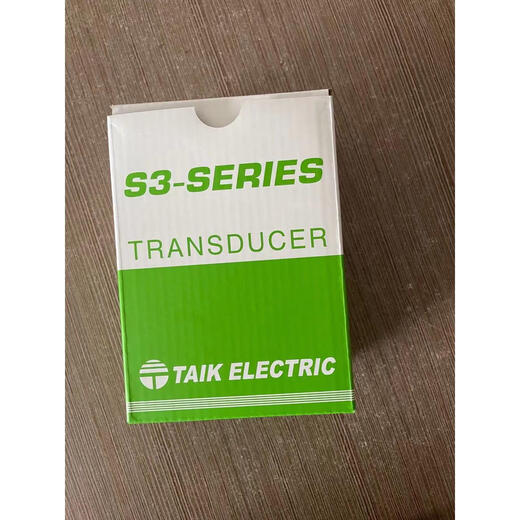 S3-SERIES
TRANSDUCER
TAIK ELECTRIC